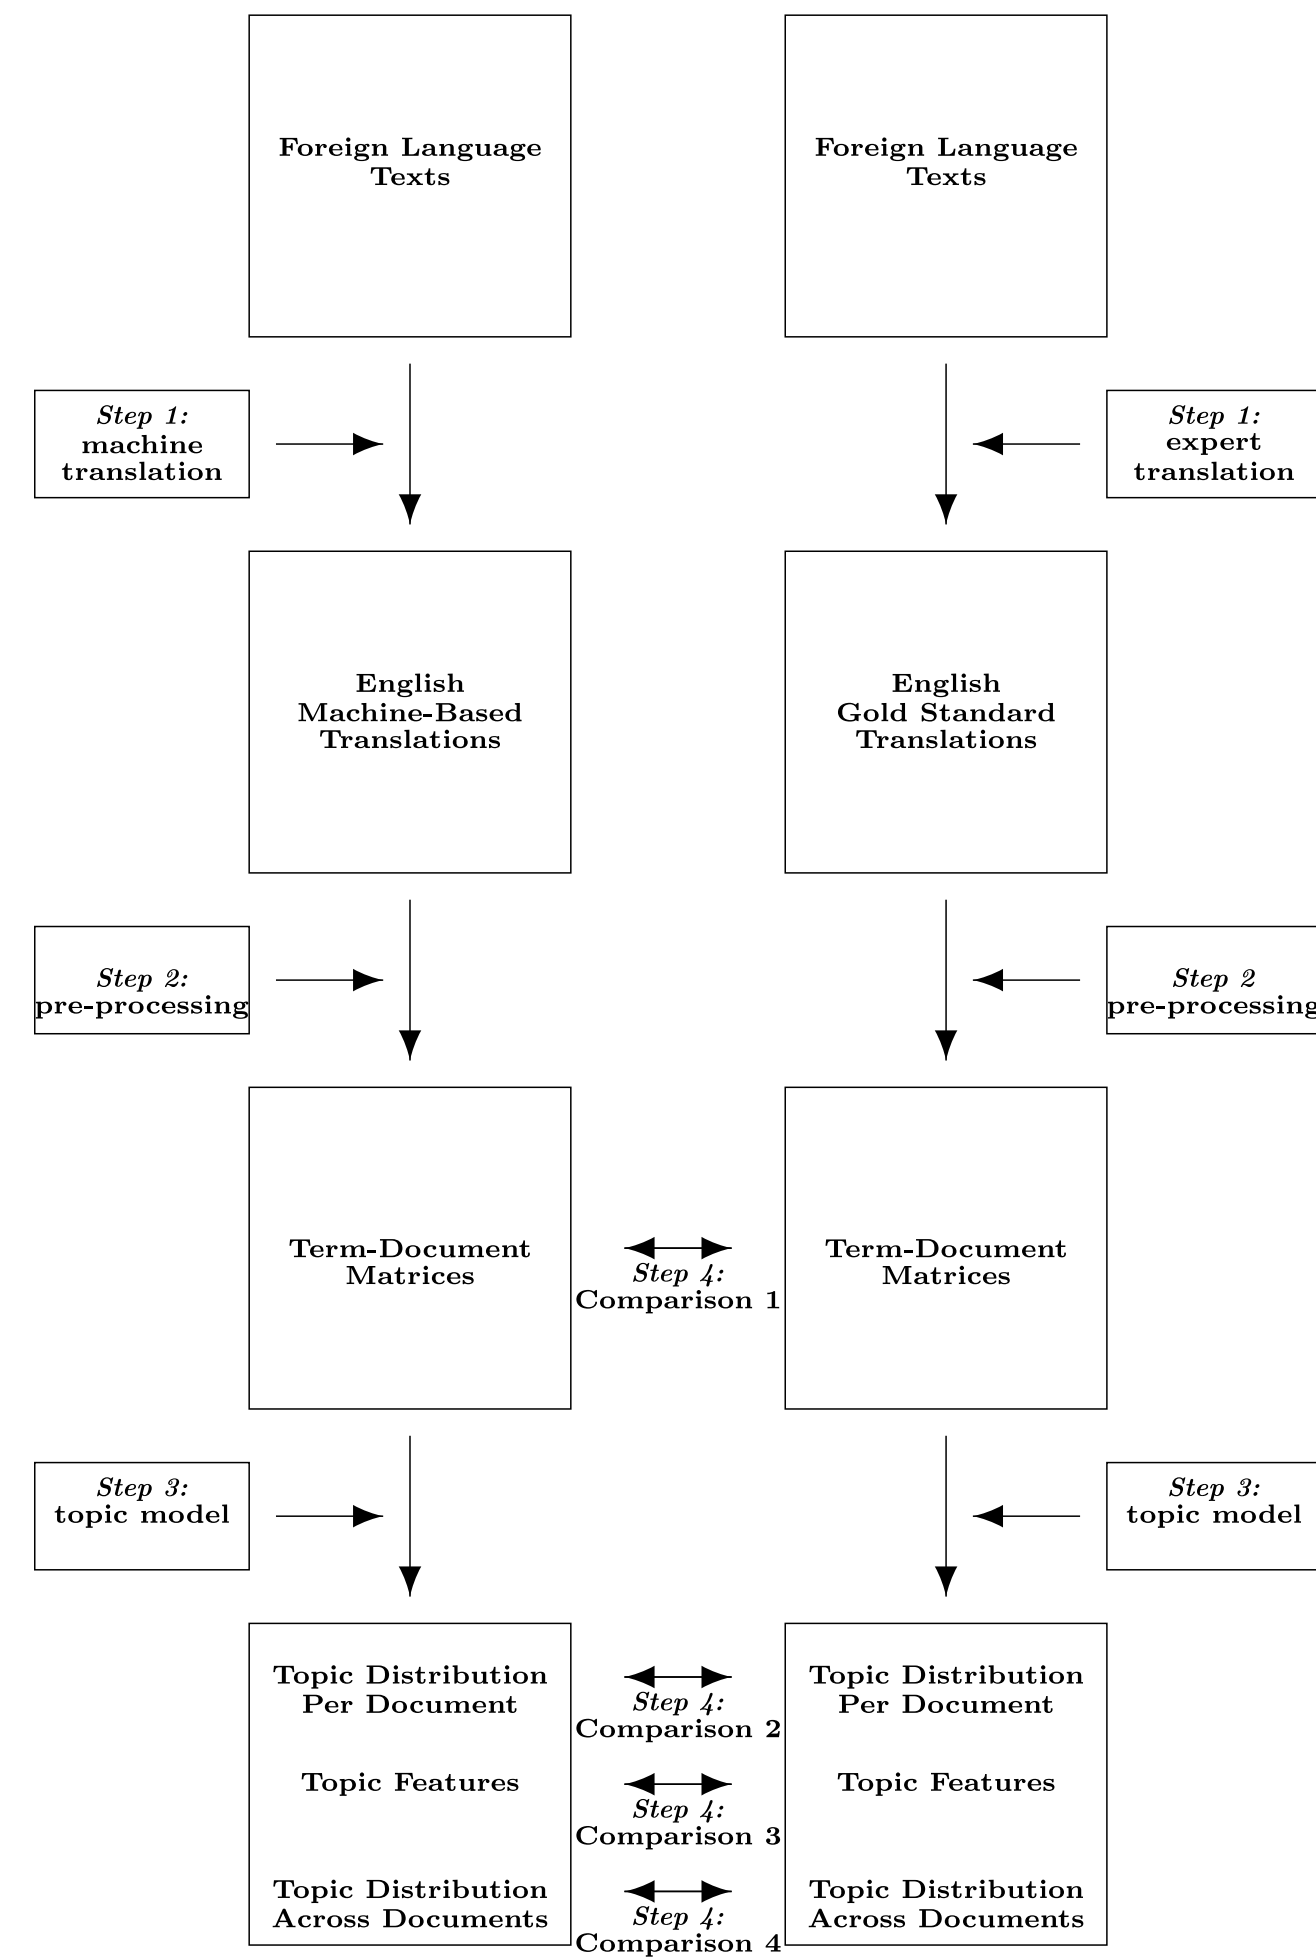 Foreign Language
Texts
Foreign Language
Texts
Step 1:
machine
translation
Step 1:
expert
translation
English
Machine-Based
Translations
English
Gold Standard
Translations
Step 2:
pre-processing
Step 2
pre-processing
Term-Document
Matrices
Step 4:
Comparison 1
Term-Document
Matrices
Step 3:
topic model
Step 3:
topic model
Topic Distribution
Per Document
Step 4:
Comparison 2
Topic Distribution
Per Document
Topic Features
Step 4:
Comparison 3
Topic Features
Topic Distribution
Across Documents
Step 4:
Comparison 4
Topic Distribution
Across Documents